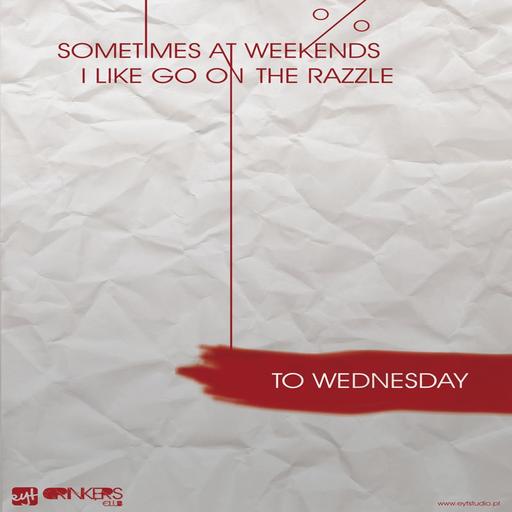 %
SOMETIMES AT WEEKENDS
I LIKE GO ON THE RAZZLE
TO WEDNESDAY
eyt DRINKERS
CLUB
www.eytstudio.pl